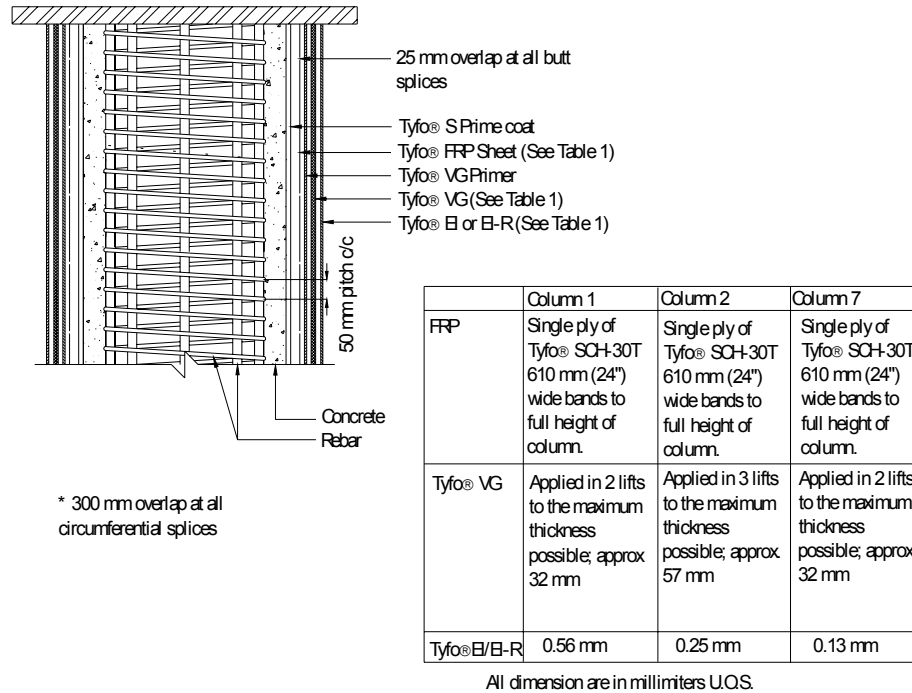 25 mm overlap at all butt
splices
Tyfo® S Prime coat
Tyfo® FRP Sheet (See Table 1)
Tyfo® VG Primer
Tyfo® VG (See Table 1)
Tyfo® EI or EI-R (See Table 1)
50 mm pitch c/c
Concrete
Rebar
* 300 mm overlap at all
circumferential splices
Column 1 Column 2 Column 7
FRP
Single ply of
Tyfo® SCH-30T
610 mm (24")
wide bands to
full height of
column.
Single ply of
Tyfo® SCH-30T
610 mm (24")
wide bands to
full height of
column.
Single ply of
Tyfo® SCH-30T
610 mm (24")
wide bands to
full height of
column.
Tyfo® VG
Applied in 2 lifts
to the maximum
thickness
possible; approx
32 mm
Applied in 3 lifts
to the maximum
thickness
possible; approx.
57 mm
Applied in 2 lifts
to the maximum
thickness
possible; approx
32 mm
Tyfo® EI/EI-R 0.56 mm 0.25 mm 0.13 mm
All dimension are in millimiters U.O.S.